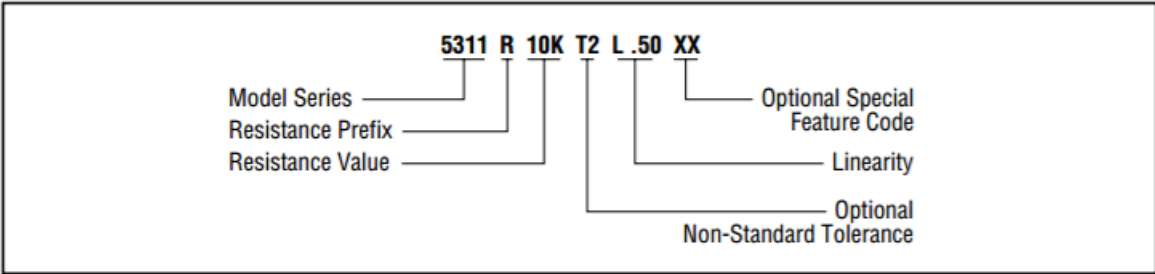 5311 R 10K T2 L .50 XX
Model Series
Resistance Prefix
Resistance Value
Optional Special
Feature Code
Linearity
Optional
Non-Standard Tolerance